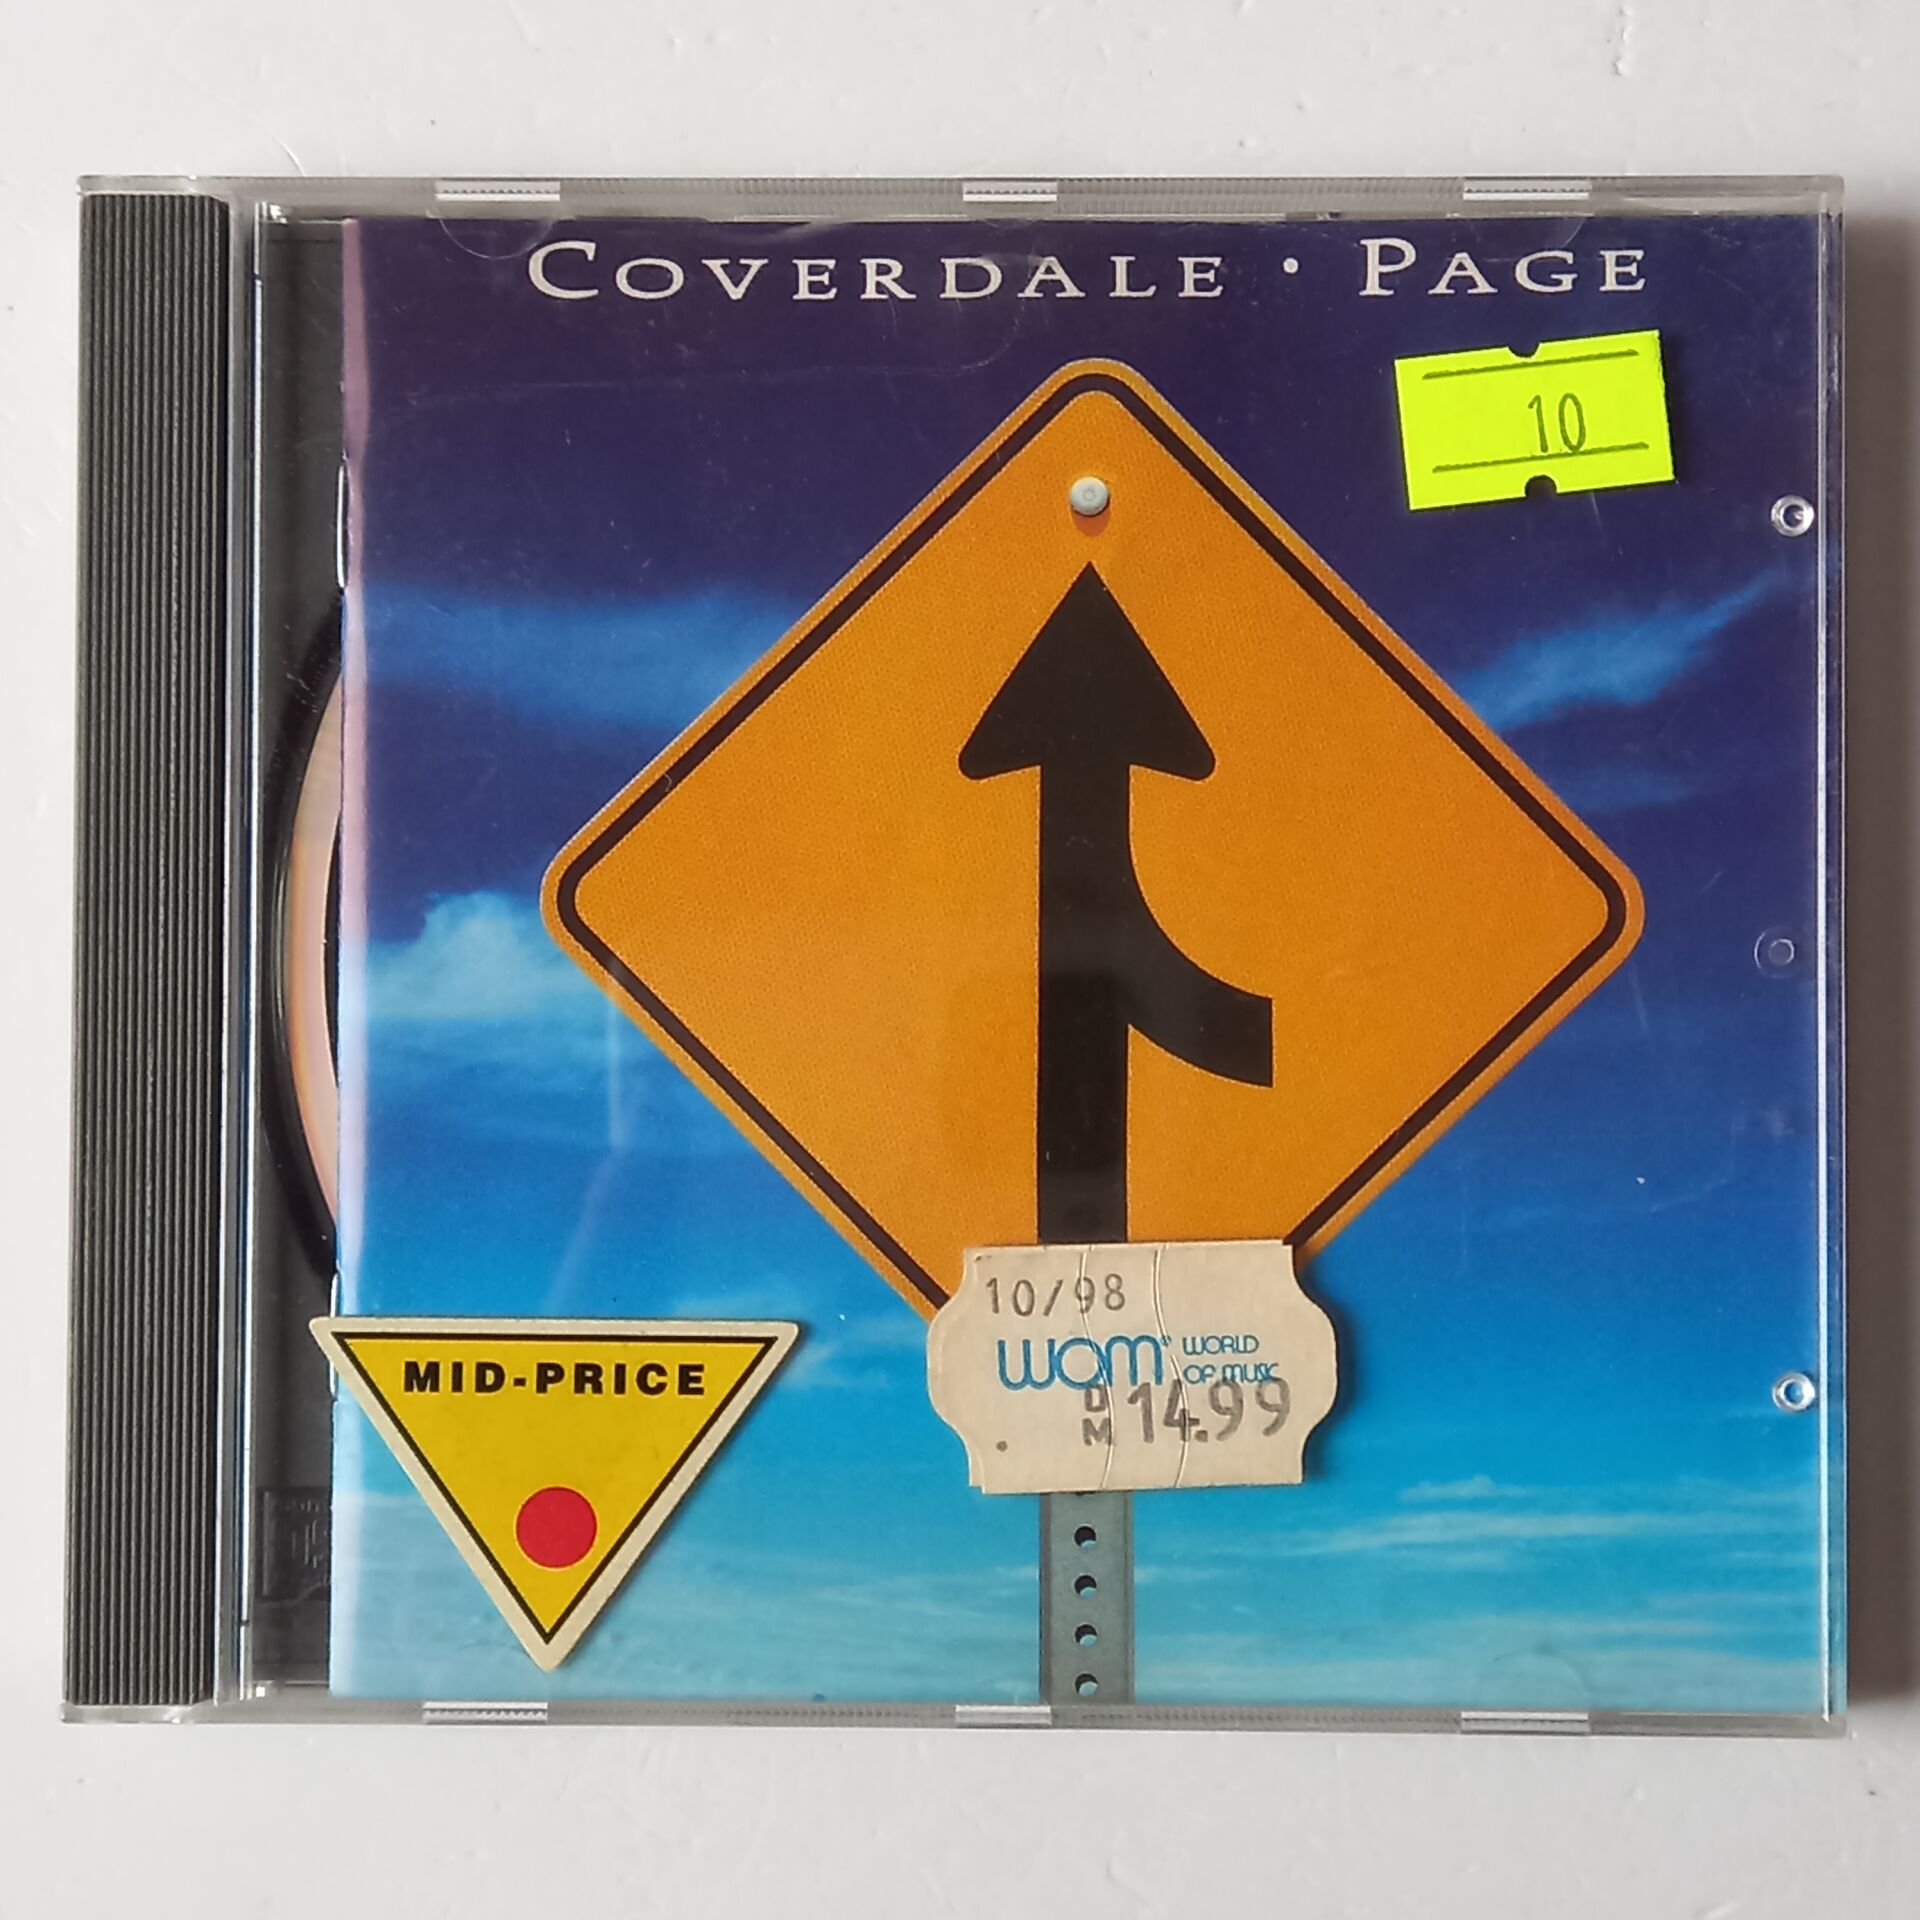 COVERDALE • PAGE
10
10/98
wom® WORLD
OF MUSIC
DM 14.99
MID-PRICE